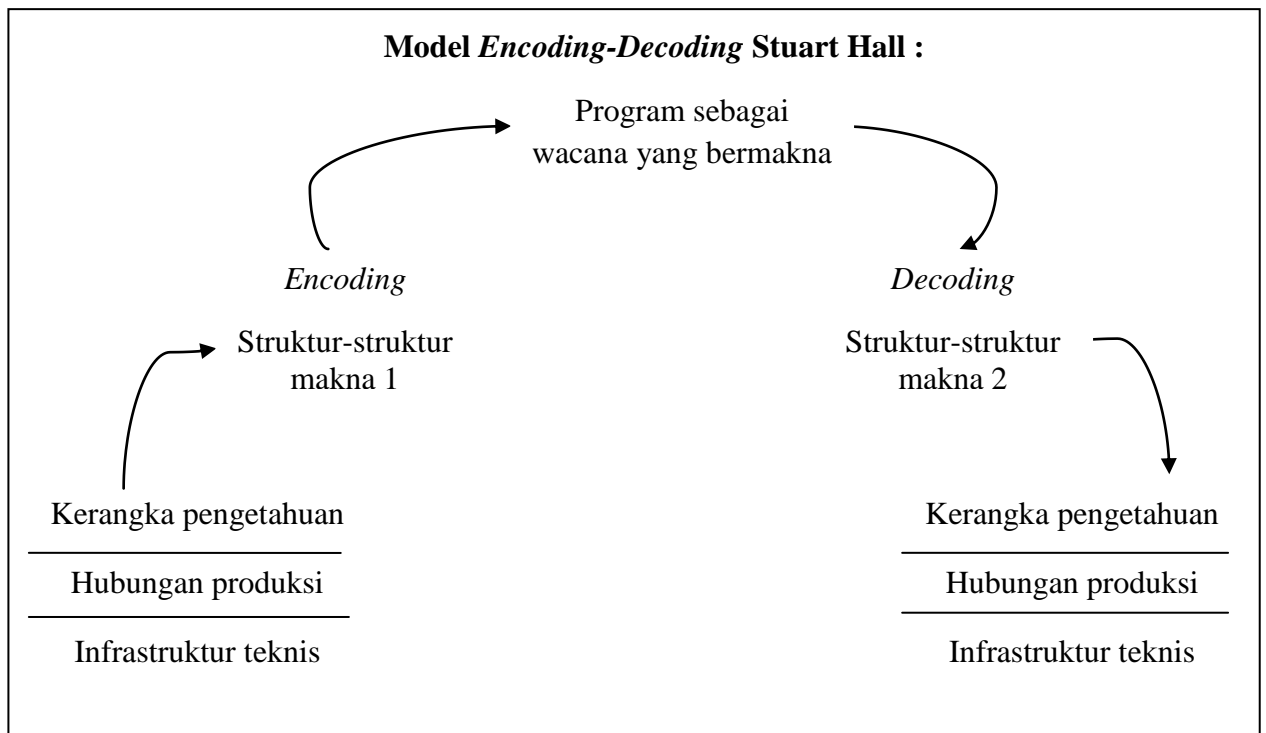 Model Encoding-Decoding Stuart Hall :
Program sebagai
wacana yang bermakna
Encoding
Struktur-struktur
makna 1
Kerangka pengetahuan
Hubungan produksi
Infrastruktur teknis
Decoding
Struktur-struktur
makna 2
Kerangka pengetahuan
Hubungan produksi
Infrastruktur teknis